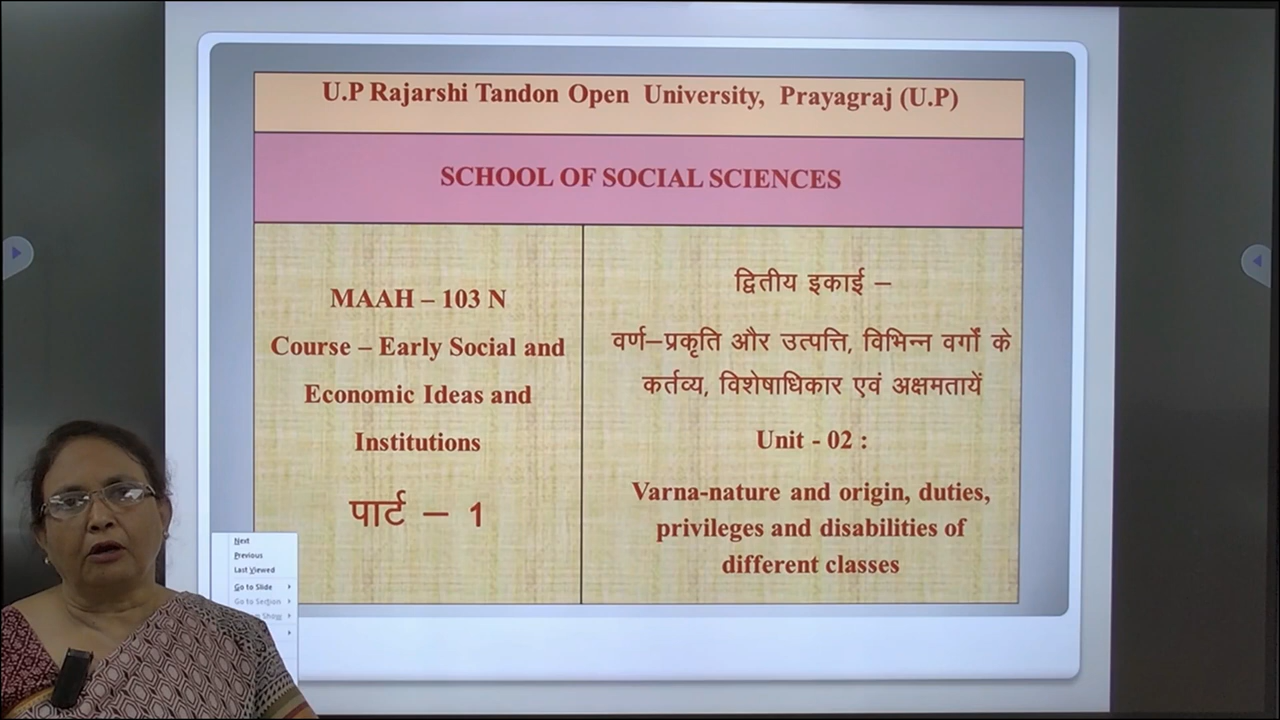 U.P Rajarshi Tandon Open University, Prayagraj (U.P)
SCHOOL OF SOCIAL SCIENCES
MAAH – 103 N
Course – Early Social and
Economic Ideas and
Institutions
पार्ट – 1
द्वितीय इकाई –
वर्ण–प्रकृति और उत्पत्ति, विभिन्न वर्गों के
कर्तव्य, विशेषाधिकार एवं अक्षमतायें
Unit - 02 :
Varna-nature and origin, duties,
privileges and disabilities of
different classes
Next
Previous
Last Viewed
Go to Slide
Go to Section
Show